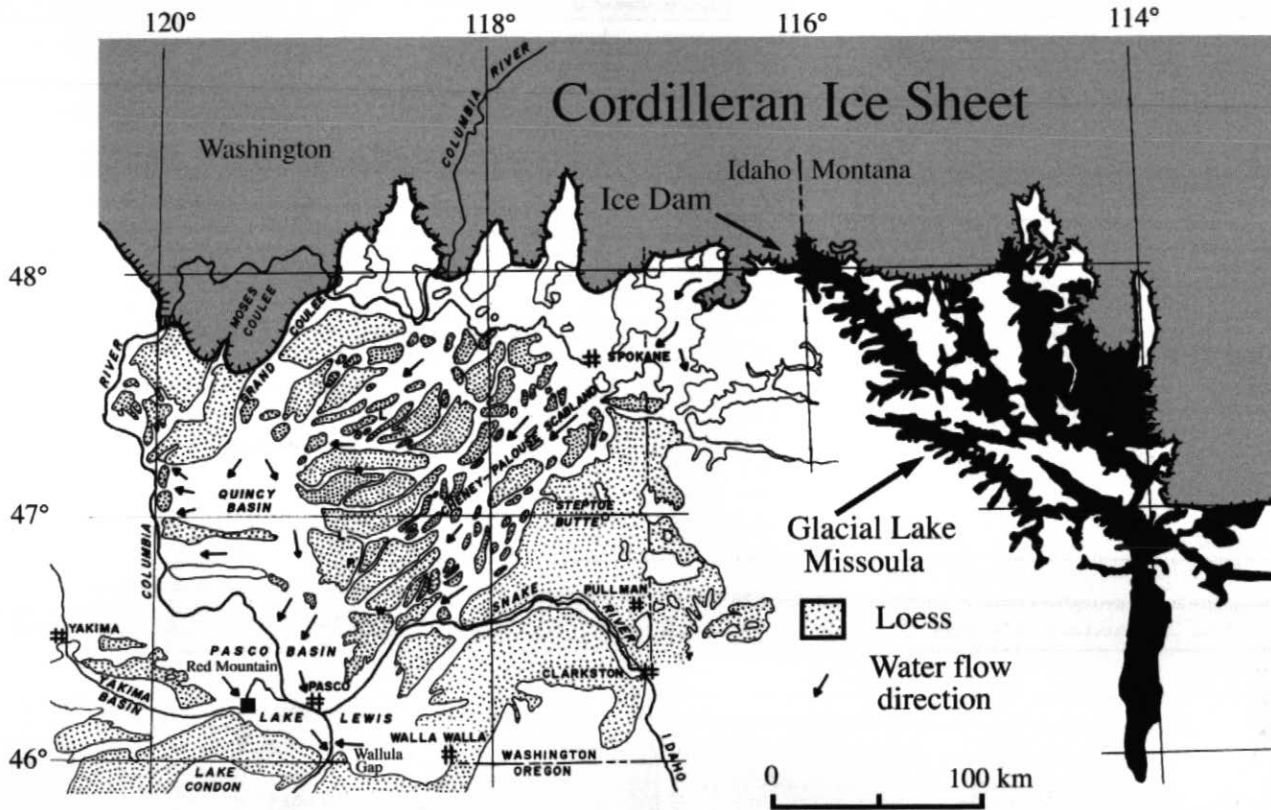 120°
118°
116°
114°
Cordilleran Ice Sheet
Washington
COLUMBIA
RIVER
Idaho
Montana
Ice Dam
48°
MOSES
COULEE
GRAND
COULEE
RIVER
SPOKANE
CHENEY-PALOUSE SCABLAND
QUINCY
BASIN
47°
STEPTOE
BUTTE
Glacial Lake
Missoula
COLUMBIA
SNAKE
RIVER
PULLMAN
Loess
YAKIMA
PASCO BASIN
Red Mountain
CLARKSTON
Water flow
direction
YAKIMA
BASIN
PASCO
LAKE LEWIS
WALLA WALLA
Wallula
Gap
WASHINGTON
OREGON
IDAHO
46°
LAKE
CONDON
0
100 km